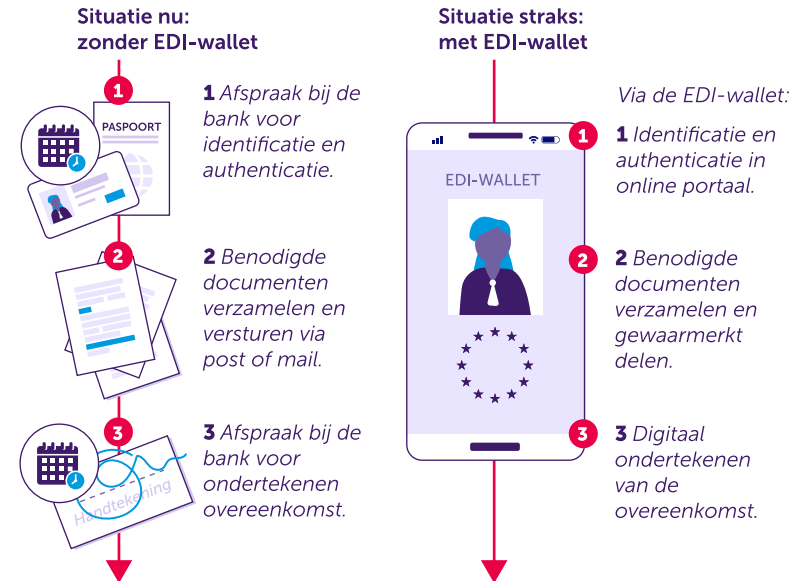 Situatie nu:
zonder EDI-wallet
1
PASPOORT
1 Afspraak bij de
bank voor
identificatie en
authenticatie.
2
2 Benodigde
documenten
verzamelen en
versturen via
post of mail.
3
Handtekening
3 Afspraak bij de
bank voor
ondertekenen
overeenkomst.
Situatie straks:
met EDI-wallet
Via de EDI-wallet:
EDI-WALLET
1
1 Identificatie en
authenticatie in
online portaal.
2
2 Benodigde
documenten
verzamelen en
gewaarmerkt
delen.
3
3 Digitaal
ondertekenen
van de
overeenkomst.